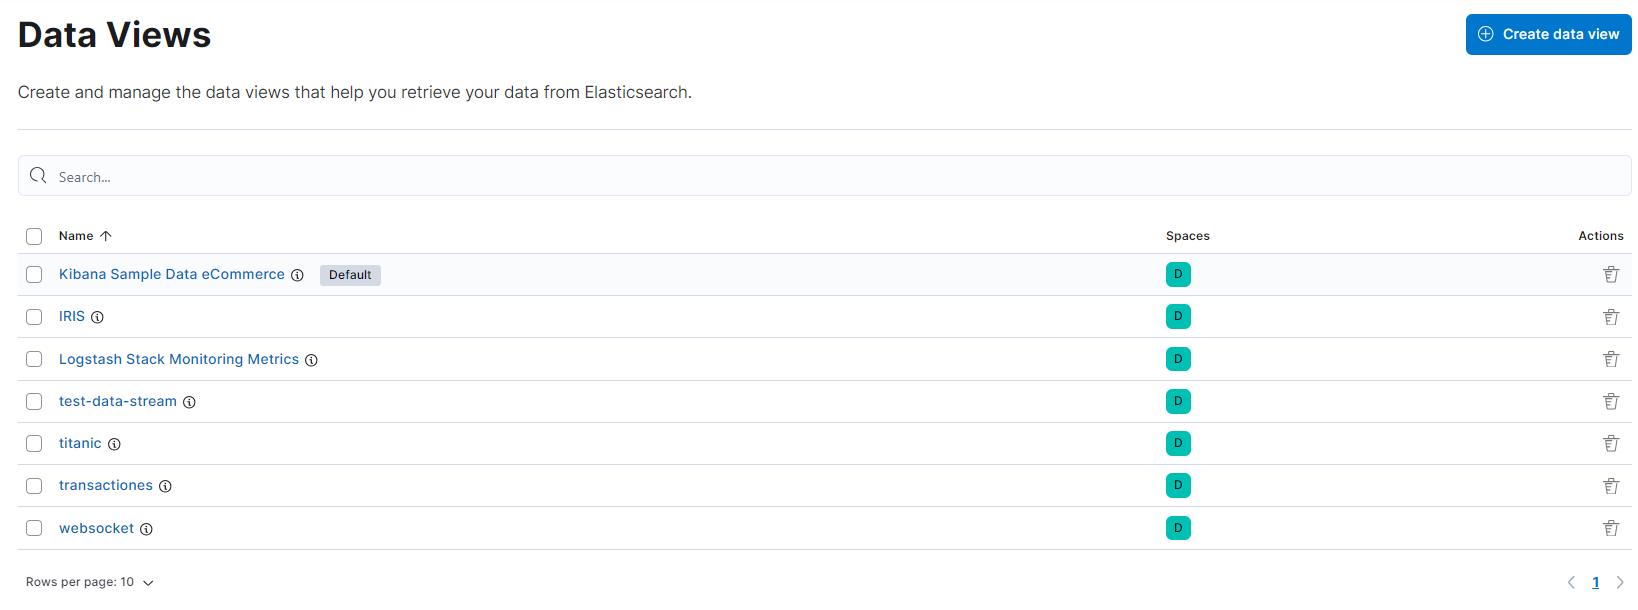 Data Views
Create data view
Create and manage the data views that help you retrieve your data from Elasticsearch.
Search...
Name Spaces Actions
Kibana Sample Data eCommerce Default D
IRIS D
Logstash Stack Monitoring Metrics D
test-data-stream D
titanic D
transactiones D
websocket D
Rows per page: 10 1